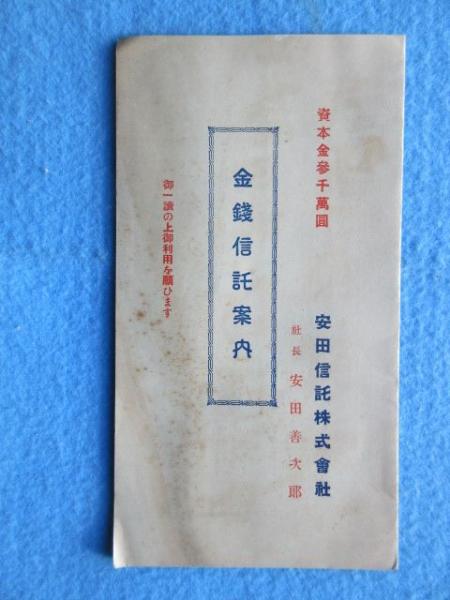 資本金參千萬圓
安田信託株式會社
社長 安田善次郎
金錢信託案內
御一讀の上御利用を願ひます